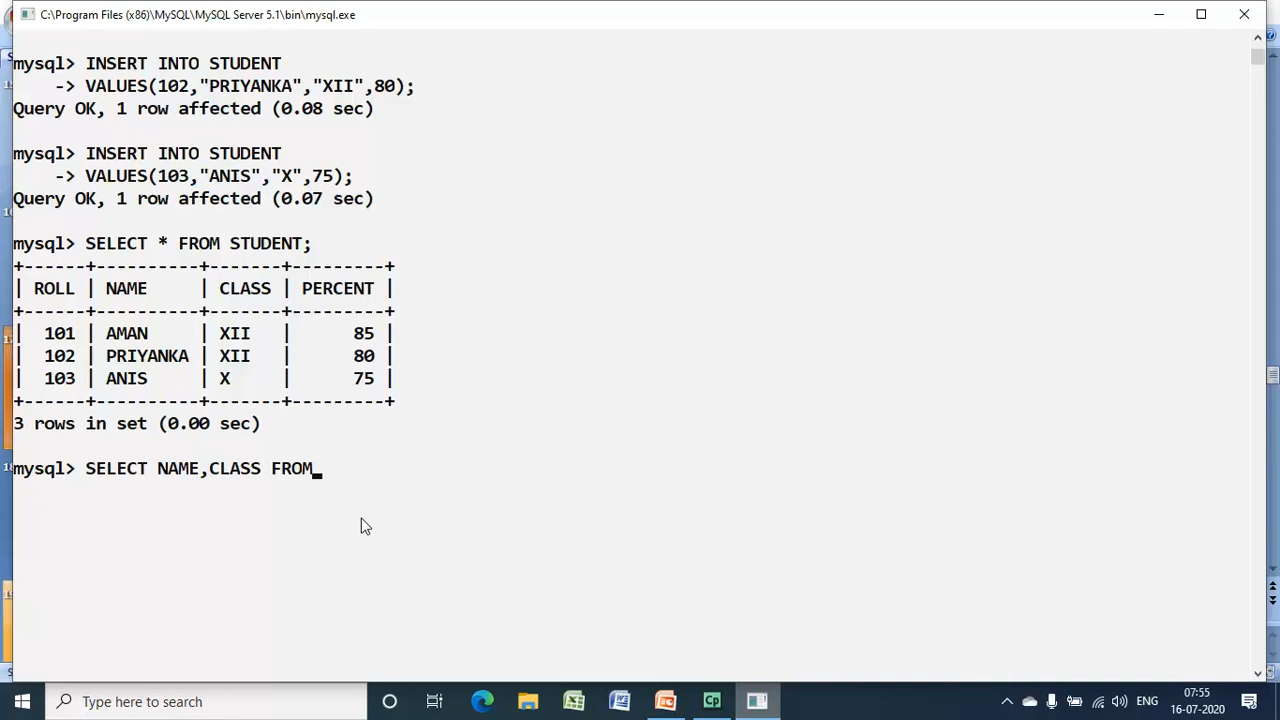 C:\Program Files (x86)\MySQL\MySQL Server 5.1\bin\mysql.exe
mysql> INSERT INTO STUDENT
    -> VALUES(102,"PRIYANKA","XII",80);
Query OK, 1 row affected (0.08 sec)
mysql> INSERT INTO STUDENT
    -> VALUES(103,"ANIS","X",75);
Query OK, 1 row affected (0.07 sec)
mysql> SELECT * FROM STUDENT;
+------+----------+-------+---------+
| ROLL | NAME     | CLASS | PERCENT |
+------+----------+-------+---------+
|  101 | AMAN     | XII   |      85 |
|  102 | PRIYANKA | XII   |      80 |
|  103 | ANIS     | X     |      75 |
+------+----------+-------+---------+
3 rows in set (0.00 sec)
mysql> SELECT NAME,CLASS FROM_
Type here to search
ENG
07:55
16-07-2020